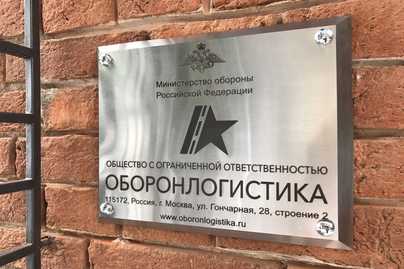 Министерство обороны
Российской Федерации
ОБЩЕСТВО С ОГРАНИЧЕННОЙ ОТВЕТСТВЕННОСТЬЮ
ОБОРОНЛОГИСТИКА
115172, Россия, г. Москва, ул. Гончарная, 28, строение 2
www.oboronlogistika.ru